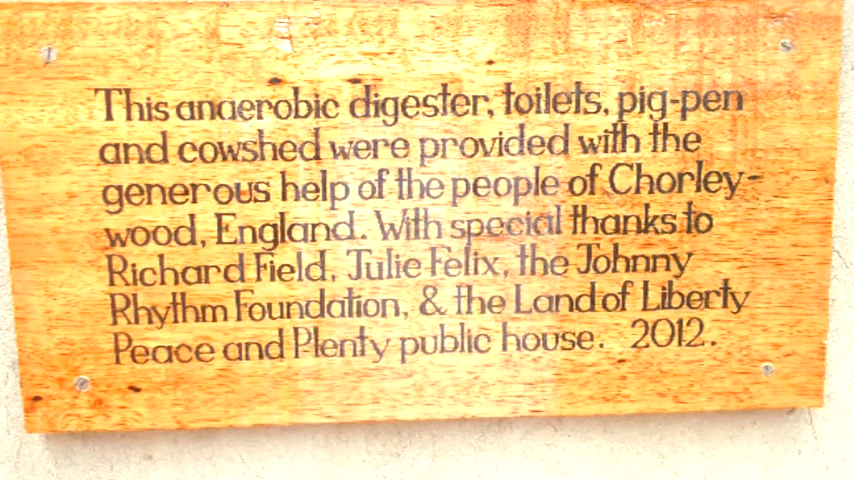 This anaerobic digester, toilets, pig-pen
and cowshed were provided with the
generous help of the people of Chorley-
wood, England. With special thanks to
Richard Field, Julie Felix, the Johnny
Rhythm Foundation, & the Land of Liberty
Peace and Plenty public house. 2012.